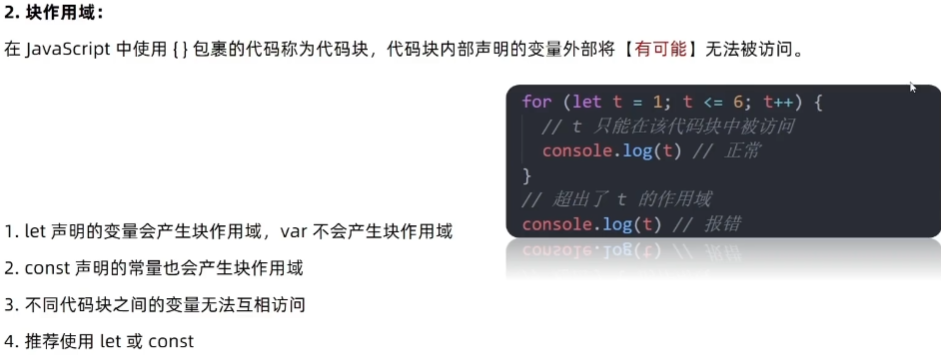 2. 块作用域：
在 JavaScript 中使用 { } 包裹的代码称为代码块，代码块内部声明的变量外部将【有可能】无法被访问。
for (let t = 1; t <= 6; t++) {
// t 只能在该代码块中被访问
console.log(t) // 正常
}
// 超出了 t 的作用域
console.log(t) // 报错
1. let 声明的变量会产生块作用域，var 不会产生块作用域
2. const 声明的常量也会产生块作用域
3. 不同代码块之间的变量无法互相访问
4. 推荐使用 let 或 const